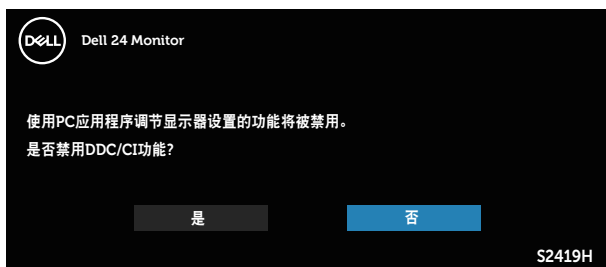 DELL
Dell 24 Monitor
使用PC应用程序调节显示器设置的功能将被禁用。
是否禁用DDC/CI功能?
是
否
S2419H